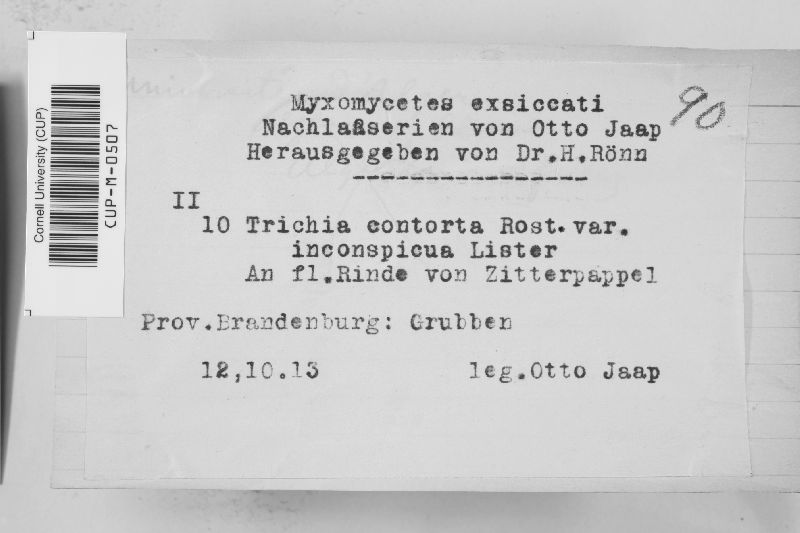 Myxomycetes exsiccati
Nachlaßserien von Otto Jaap
Herausgegeben von Dr.H.Rönn
90
II
10 Trichia contorta Rost.var.
inconspicua Lister
An fl.Rinde von Zitterpappel
Prov.Brandenburg: Grubben
12,10.13 leg.Otto Jaap
Cornell University (CUP)
CUP-M-0507